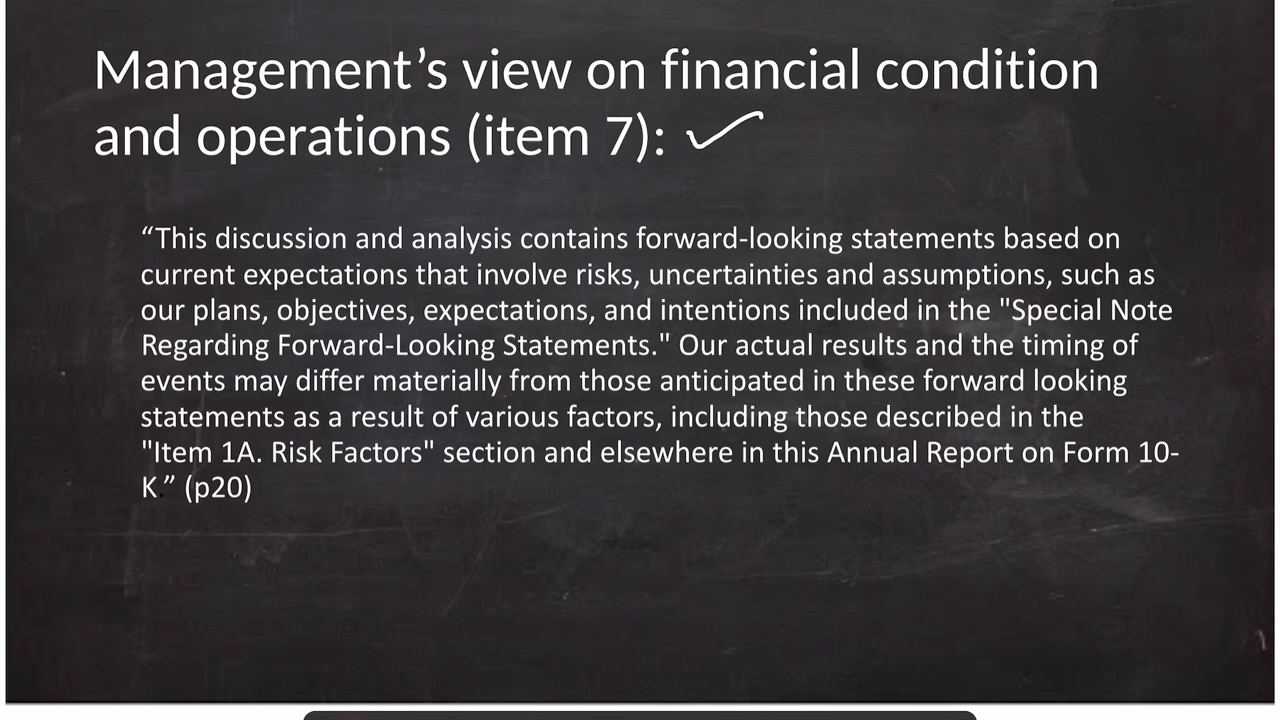 Management’s view on financial condition
and operations (item 7):
“This discussion and analysis contains forward-looking statements based on
current expectations that involve risks, uncertainties and assumptions, such as
our plans, objectives, expectations, and intentions included in the "Special Note
Regarding Forward-Looking Statements." Our actual results and the timing of
events may differ materially from those anticipated in these forward looking
statements as a result of various factors, including those described in the
"Item 1A. Risk Factors" section and elsewhere in this Annual Report on Form 10-
K.” (p20)